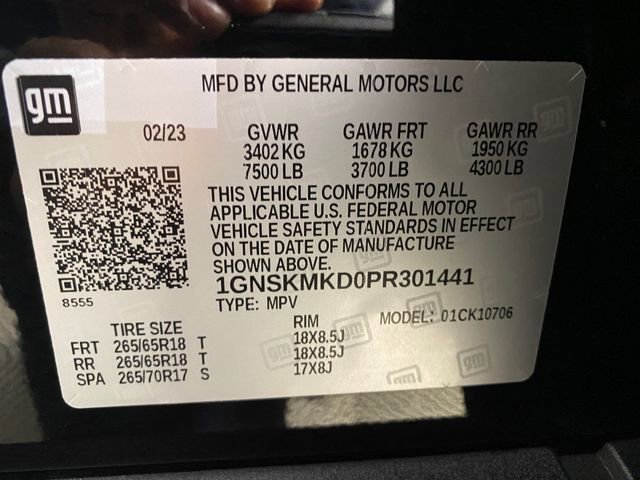 gm
MFD BY GENERAL MOTORS LLC
02/23 GVWR GAWR FRT GAWR RR
3402 KG 1678 KG 1950 KG
7500 LB 3700 LB 4300 LB
THIS VEHICLE CONFORMS TO ALL
APPLICABLE U.S. FEDERAL MOTOR
VEHICLE SAFETY STANDARDS IN EFFECT
ON THE DATE OF MANUFACTURE
SHOWN ABOVE.
8555
1GNSKMKD0PR301441
TYPE: MPV
MODEL: 01CK10706
TIRE SIZE RIM
FRT 265/65R18 T 18X8.5J
RR 265/65R18 T 18X8.5J
SPA 265/70R17 S 17X8J